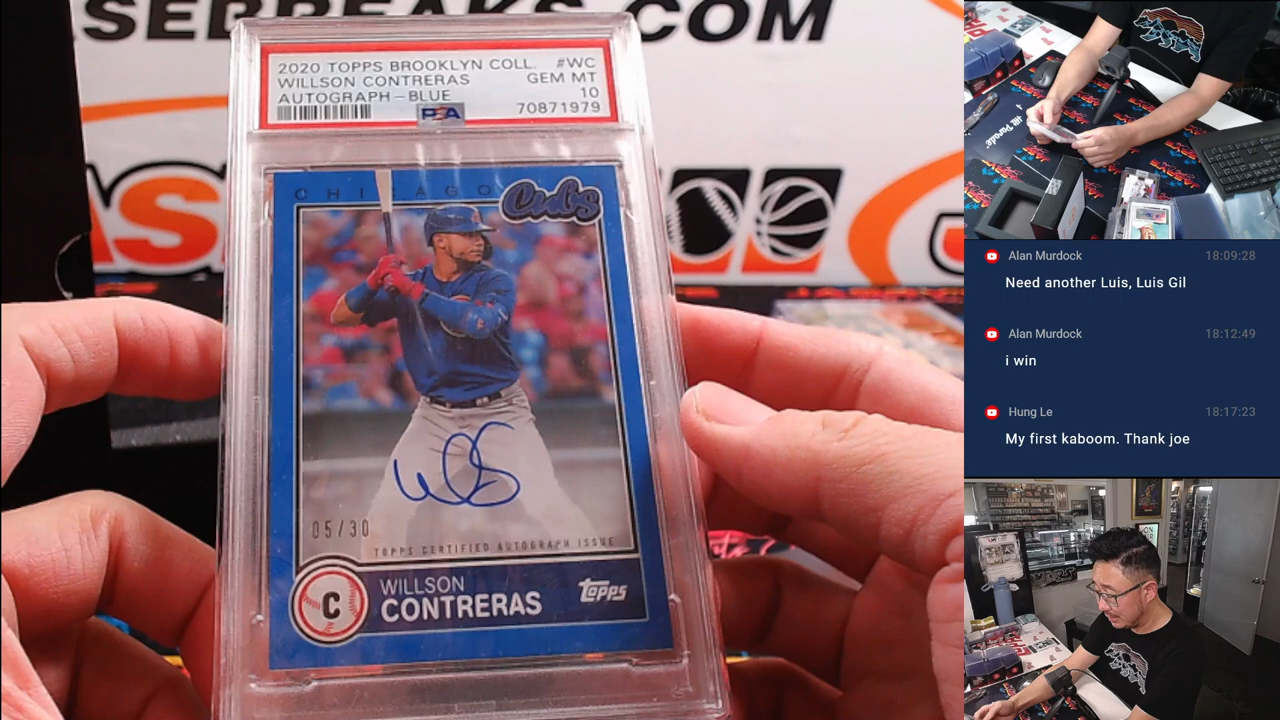 ASEBREAKS.COM
2020 TOPPS BROOKLYN COLL. #WC
WILLSON CONTRERAS GEM MT
AUTOGRAPH-BLUE 10
PSA 70871979
CHICAGO
Cubs
05/30
TOPPS CERTIFIED AUTOGRAPH ISSUE
C
WILLSON
CONTRERAS
Topps
Alan Murdock 18:09:28
Need another Luis, Luis Gil
Alan Murdock 18:12:49
i win
Hung Le 18:17:23
My first kaboom. Thank joe